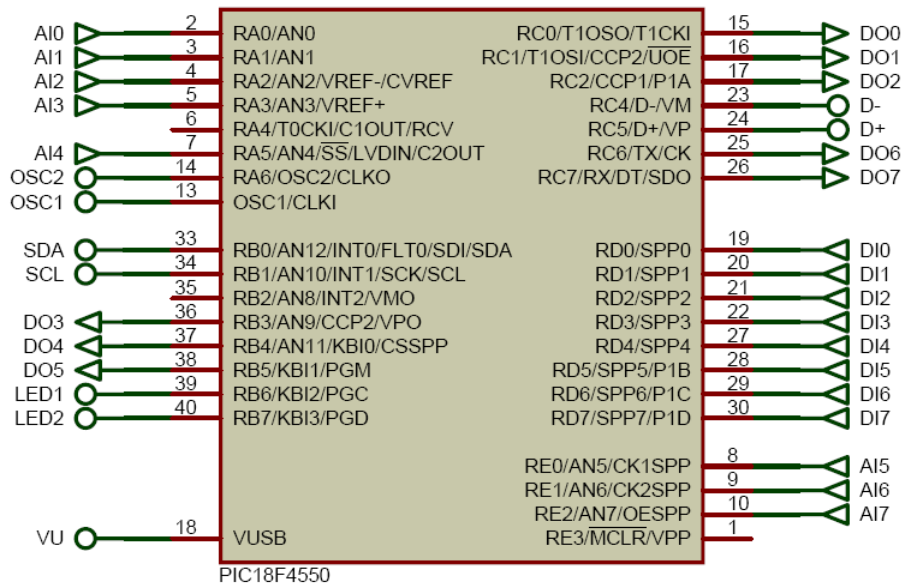 AI0 2 RA0/AN0 RC0/T1OSO/T1CKI 15 DO0
AI1 3 RA1/AN1 RC1/T1OSI/CCP2/UOE 16 DO1
AI2 4 RA2/AN2/VREF-/CVREF RC2/CCP1/P1A 17 DO2
AI3 5 RA3/AN3/VREF+ RC4/D-/VM 23 D-
6 RA4/T0CKI/C1OUT/RCV RC5/D+/VP 24 D+
AI4 7 RA5/AN4/SS/LVDIN/C2OUT RC6/TX/CK 25 DO6
OSC2 14 RA6/OSC2/CLKO RC7/RX/DT/SDO 26 DO7
OSC1 13 OSC1/CLKI
SDA 33 RB0/AN12/INT0/FLT0/SDI/SDA RD0/SPP0 19 DI0
SCL 34 RB1/AN10/INT1/SCK/SCL RD1/SPP1 20 DI1
35 RB2/AN8/INT2/VMO RD2/SPP2 21 DI2
DO3 36 RB3/AN9/CCP2/VPO RD3/SPP3 22 DI3
DO4 37 RB4/AN11/KBI0/CSSPP RD4/SPP4 27 DI4
DO5 38 RB5/KBI1/PGM RD5/SPP5/P1B 28 DI5
LED1 39 RB6/KBI2/PGC RD6/SPP6/P1C 29 DI6
LED2 40 RB7/KBI3/PGD RD7/SPP7/P1D 30 DI7
RE0/AN5/CK1SPP 8 AI5
RE1/AN6/CK2SPP 9 AI6
RE2/AN7/OESPP 10 AI7
VU 18 VUSB RE3/MCLR/VPP 1
PIC18F4550